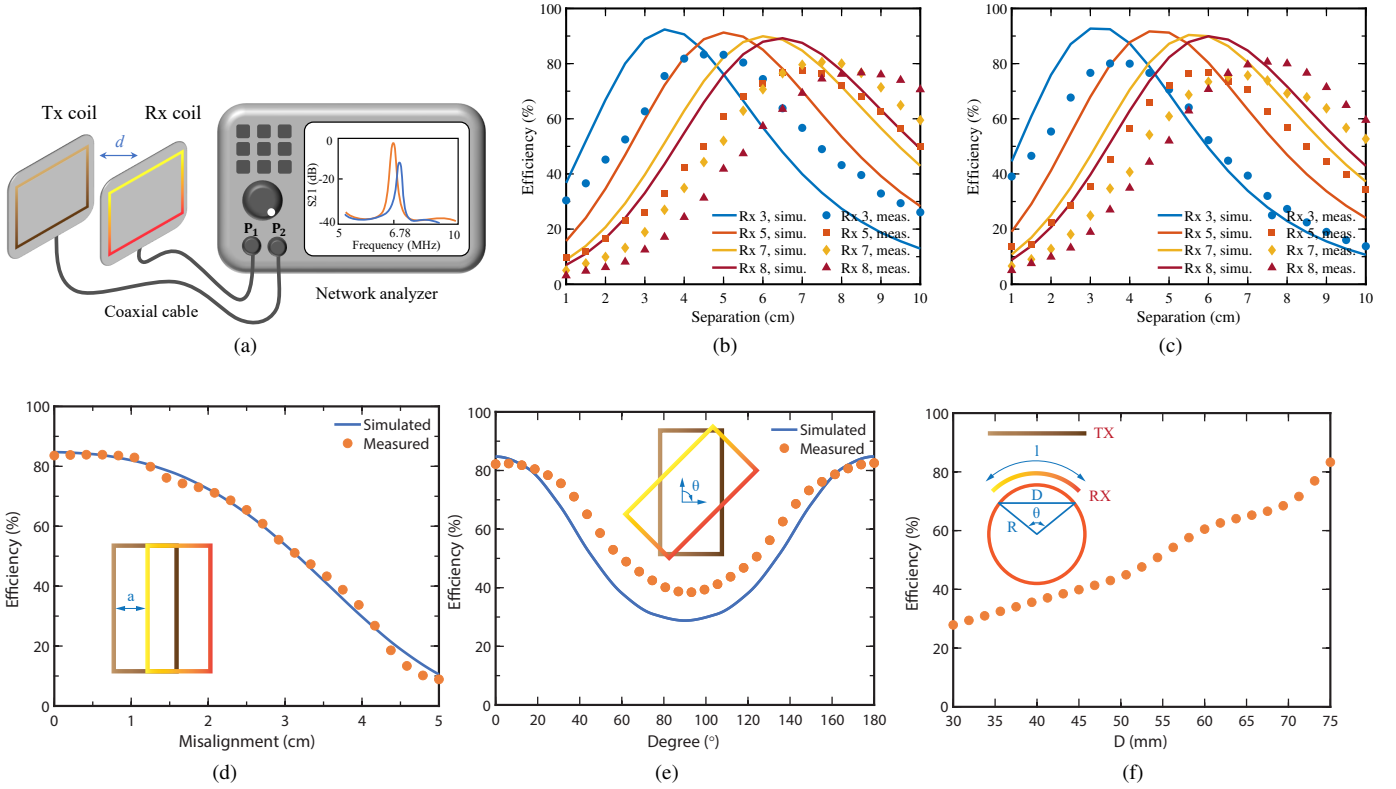 Tx coil
Rx coil
d
S21 (dB)
0
-20
-40
5
6.78
10
Frequency (MHz)
P1
P2
Coaxial cable
Network analyzer
(a)
Efficiency (%)
100
80
60
40
20
0
Rx 3, simu.
Rx 3, meas.
Rx 5, simu.
Rx 5, meas.
Rx 7, simu.
Rx 7, meas.
Rx 8, simu.
Rx 8, meas.
1 2 3 4 5 6 7 8 9 10
Separation (cm)
(b)
Efficiency (%)
100
80
60
40
20
0
Rx 3, simu.
Rx 3, meas.
Rx 5, simu.
Rx 5, meas.
Rx 7, simu.
Rx 7, meas.
Rx 8, simu.
Rx 8, meas.
1 2 3 4 5 6 7 8 9 10
Separation (cm)
(c)
Efficiency (%)
100
80
60
40
20
0
Simulated
Measured
a
0 1 2 3 4 5
Misalignment (cm)
(d)
Efficiency (%)
100
80
60
40
20
0
Simulated
Measured
θ
0 20 40 60 80 100 120 140 160 180
Degree (°)
(e)
Efficiency (%)
100
80
60
40
20
0
TX
l
RX
D
θ
R
30 35 40 45 50 55 60 65 70 75
D (mm)
(f)